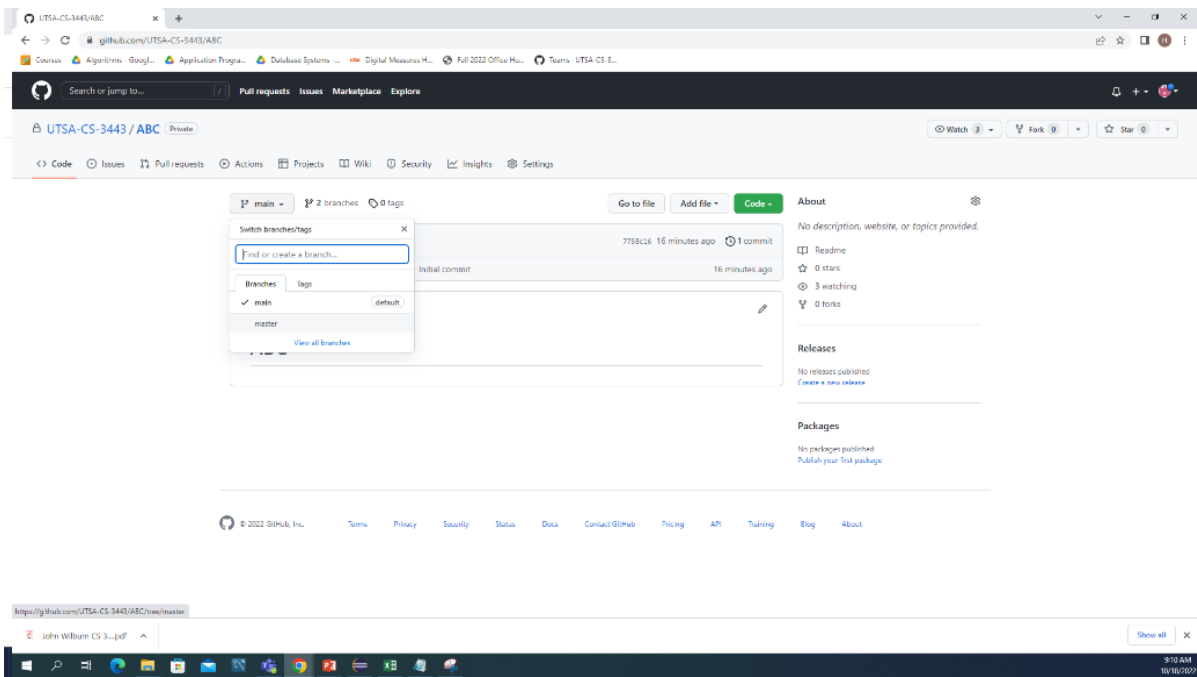 UTSA-CS-3443/ABC
github.com/UTSA-CS-3443/ABC
Courses Algorithms - Googl... Application Progra... Database Systems -... Digital Measures H... Fall 2022 Office Hu... Teams · UTSA-CS-3...
Search or jump to... / Pull requests Issues Marketplace Explore
UTSA-CS-3443 / ABC Private Watch 3 Fork 0 Star 0
Code Issues Pull requests Actions Projects Wiki Security Insights Settings
main 2 branches 0 tags Go to file Add file Code
Switch branches/tags
Find or create a branch...
Branches Tags
main default
master
View all branches
7758c16 16 minutes ago 1 commit
Initial commit 16 minutes ago
About
No description, website, or topics provided.
Readme
0 stars
3 watching
0 forks
Releases
No releases published
Create a new release
Packages
No packages published
Publish your first package
© 2022 GitHub, Inc. Terms Privacy Security Status Docs Contact GitHub Pricing API Training Blog About
https://github.com/UTSA-CS-3443/ABC/tree/master
John Wilburn CS 3....pdf Show all
9:10 AM
10/18/2022